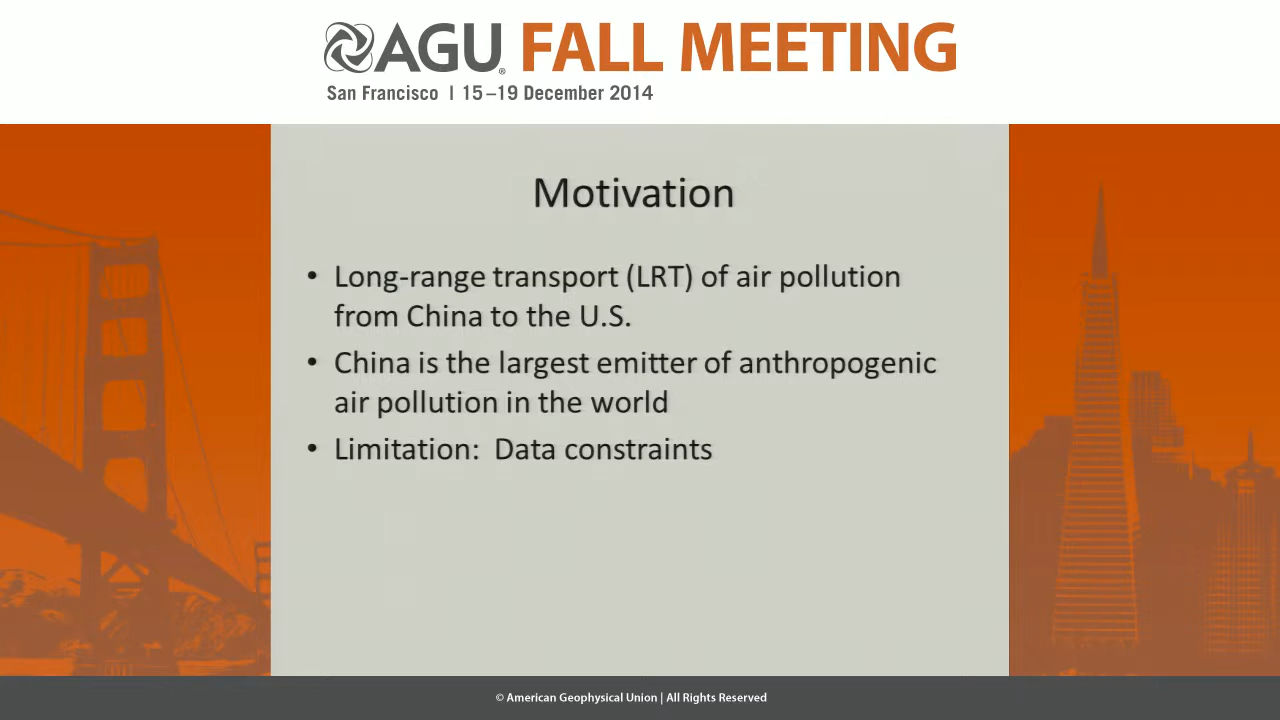 AGU® FALL MEETING
San Francisco | 15–19 December 2014
Motivation
• Long-range transport (LRT) of air pollution
from China to the U.S.
• China is the largest emitter of anthropogenic
air pollution in the world
• Limitation:  Data constraints
© American Geophysical Union | All Rights Reserved